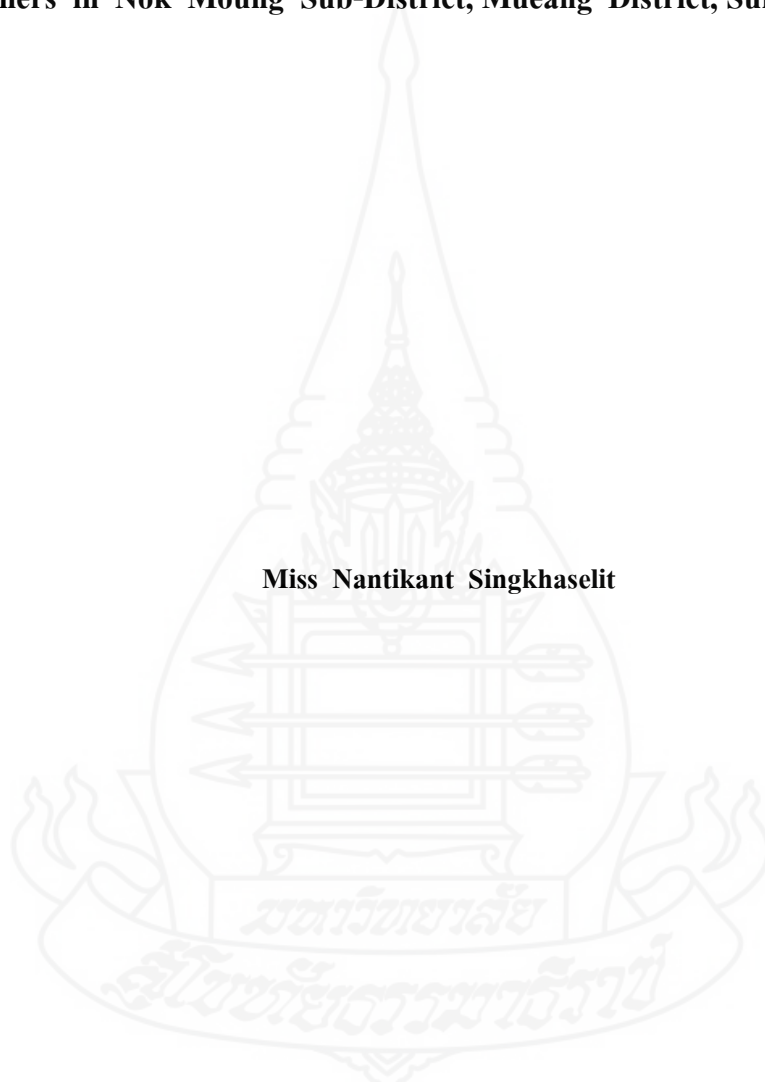 in Nok Moung Sub-District, Mueang District,
Miss Nantikant Singkhaselit
มหาวิทยาลัย
สุโขทัยธรรมาธิราช